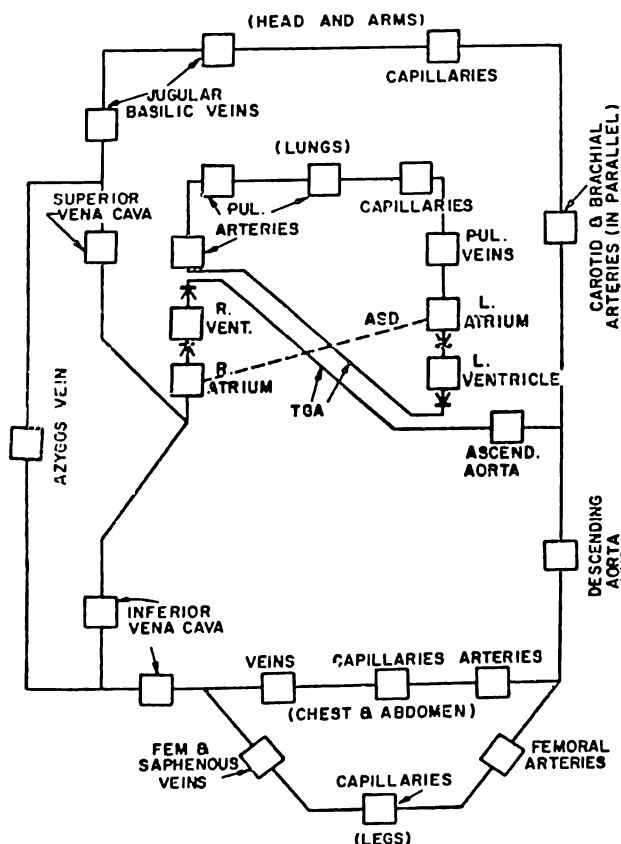 (HEAD AND ARMS)
CAPILLARIES
JUGULAR
BASILIC VEINS
(LUNGS)
SUPERIOR
VENA CAVA
PUL.
ARTERIES
CAPILLARIES
PUL.
VEINS
CAROTID & BRACHIAL
ARTERIES (IN PARALLEL)
R.
VENT.
ASD
L.
ATRIUM
R.
ATRIUM
L.
VENTRICLE
TGA
AZYGOS VEIN
ASCEND.
AORTA
DESCENDING
AORTA
INFERIOR
VENA CAVA
VEINS
CAPILLARIES
ARTERIES
(CHEST & ABDOMEN)
FEM &
SAPHENOUS
VEINS
FEMORAL
ARTERIES
CAPILLARIES
(LEGS)